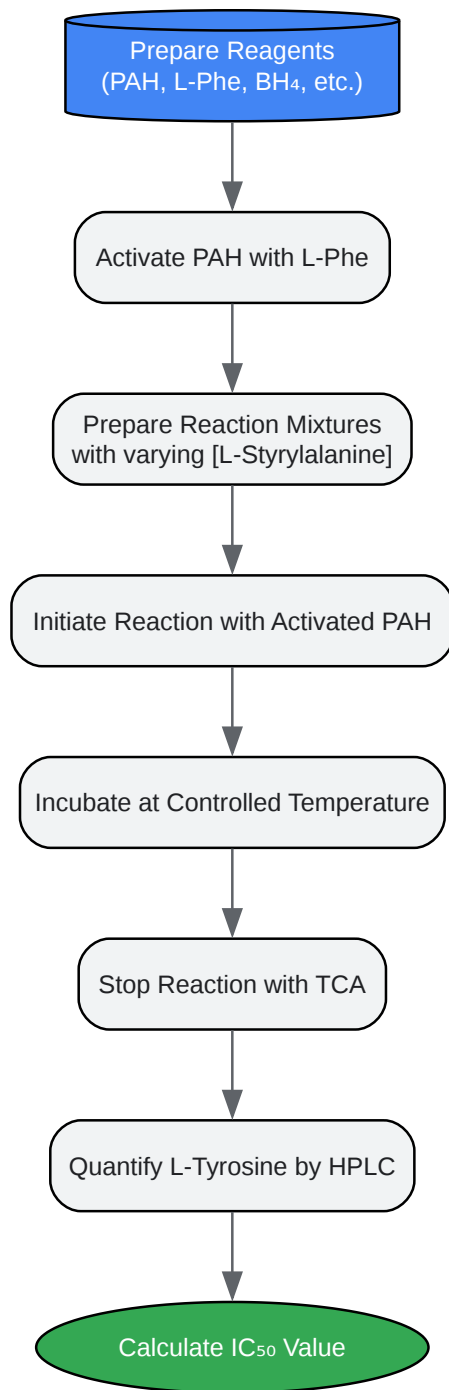 Prepare Reagents
(PAH, L-Phe, BH₄, etc.)
Activate PAH with L-Phe
Prepare Reaction Mixtures
with varying [L-Styrylalanine]
Initiate Reaction with Activated PAH
Incubate at Controlled Temperature
Stop Reaction with TCA
Quantify L-Tyrosine by HPLC
Calculate IC₅₀ Value